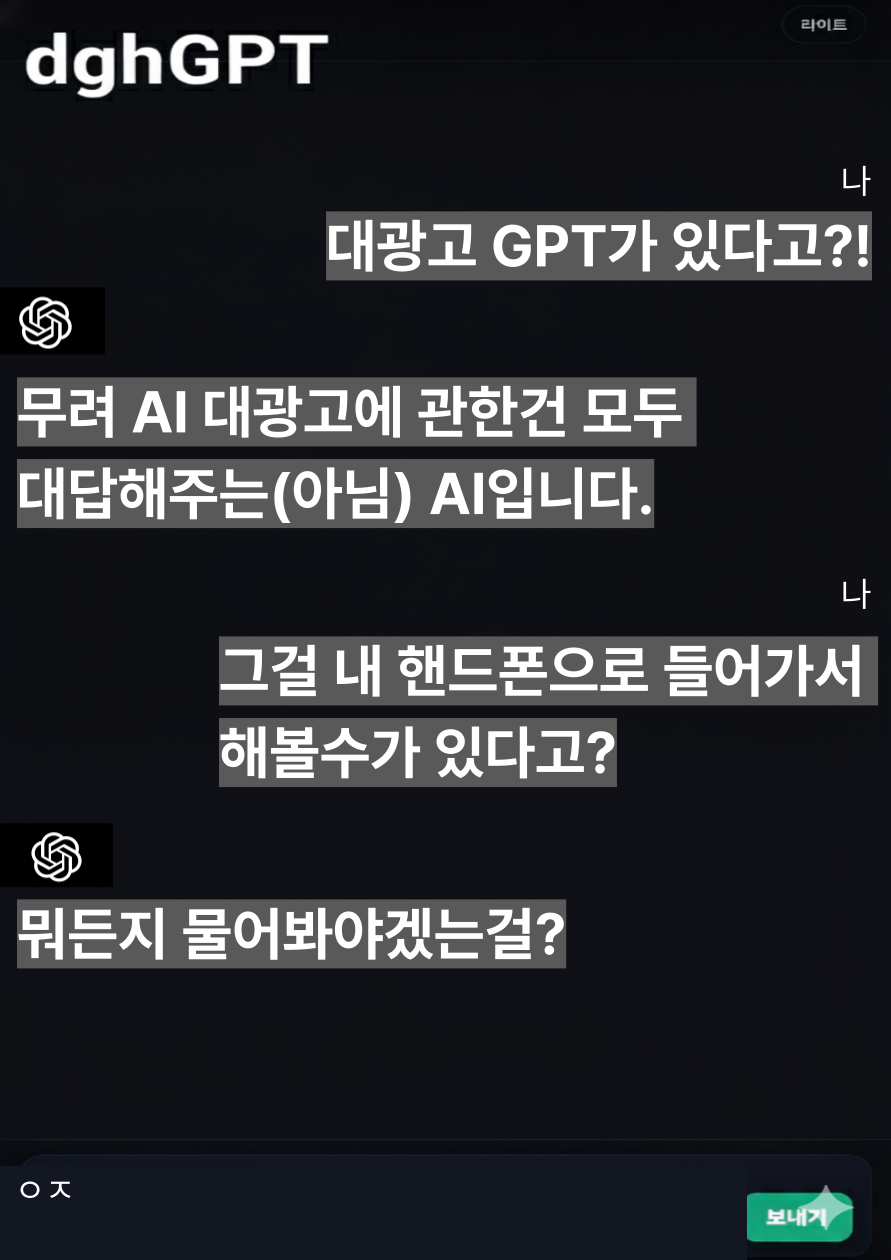 라이트
dghGPT
나
대광고 GPT가 있다고?!
무려 AI 대광고에 관한건 모두
대답해주는(아님) AI입니다.
나
그걸 내 핸드폰으로 들어가서
해볼수가 있다고?
뭐든지 물어봐야겠는걸?
ㅇㅈ
보내기